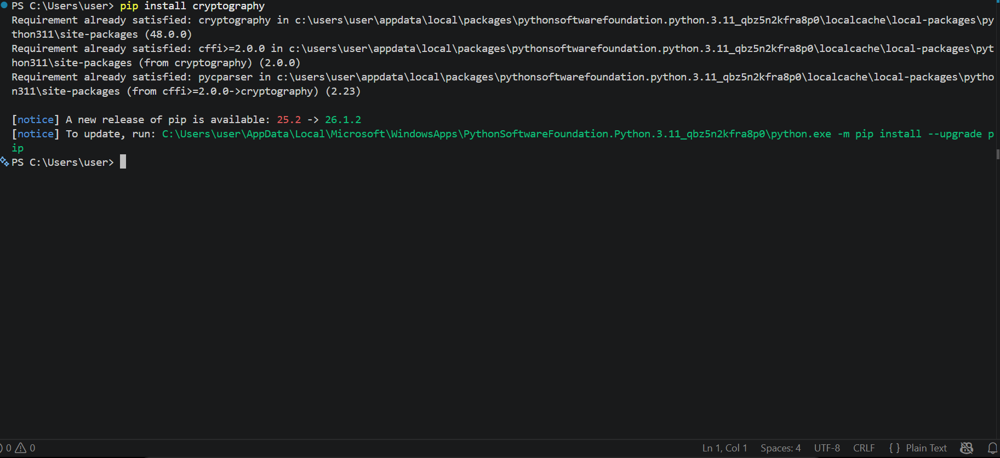 PS C:\Users\user> pip install cryptography
Requirement already satisfied: cryptography in c:\users\user\appdata\local\packages\pythonsoftwarefoundation.python.3.11_qbz5n2kfra8p0\localcache\local-packages\py
thon311\site-packages (48.0.0)
Requirement already satisfied: cffi>=2.0.0 in c:\users\user\appdata\local\packages\pythonsoftwarefoundation.python.3.11_qbz5n2kfra8p0\localcache\local-packages\pyt
hon311\site-packages (from cryptography) (2.0.0)
Requirement already satisfied: pycparser in c:\users\user\appdata\local\packages\pythonsoftwarefoundation.python.3.11_qbz5n2kfra8p0\localcache\local-packages\pytho
n311\site-packages (from cffi>=2.0.0->cryptography) (2.23)
[notice] A new release of pip is available: 25.2 -> 26.1.2
[notice] To update, run: C:\Users\user\AppData\Local\Microsoft\WindowsApps\PythonSoftwareFoundation.Python.3.11_qbz5n2kfra8p0\python.exe -m pip install --upgrade p
ip
PS C:\Users\user>
0 0 Ln 1, Col 1 Spaces: 4 UTF-8 CRLF { } Plain Text